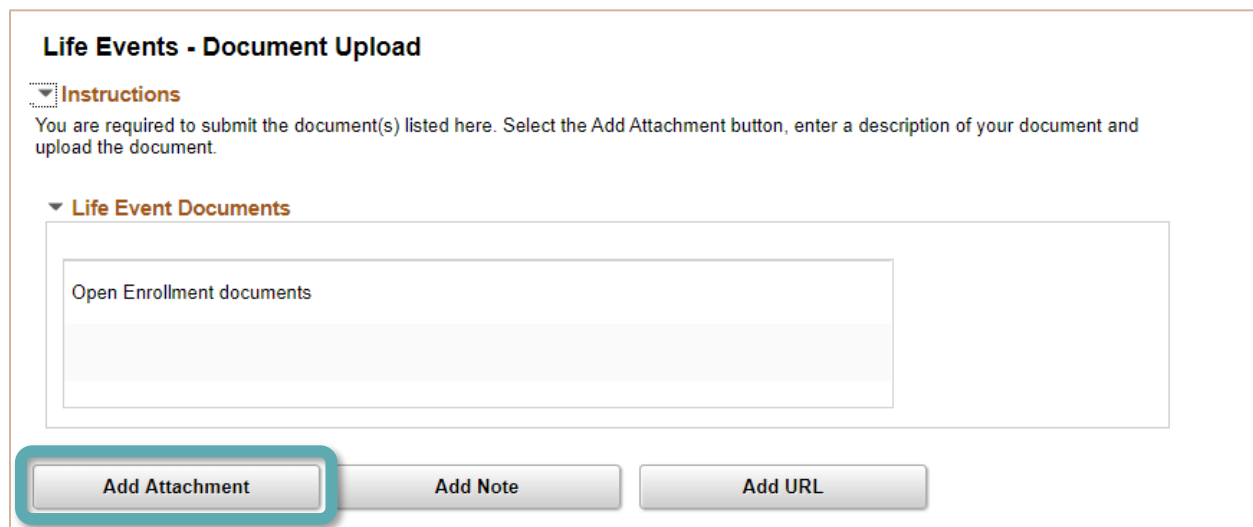 Life Events - Document Upload
Instructions
You are required to submit the document(s) listed here. Select the Add Attachment button, enter a description of your document and
upload the document.
Life Event Documents
Open Enrollment documents
Add Attachment Add Note Add URL